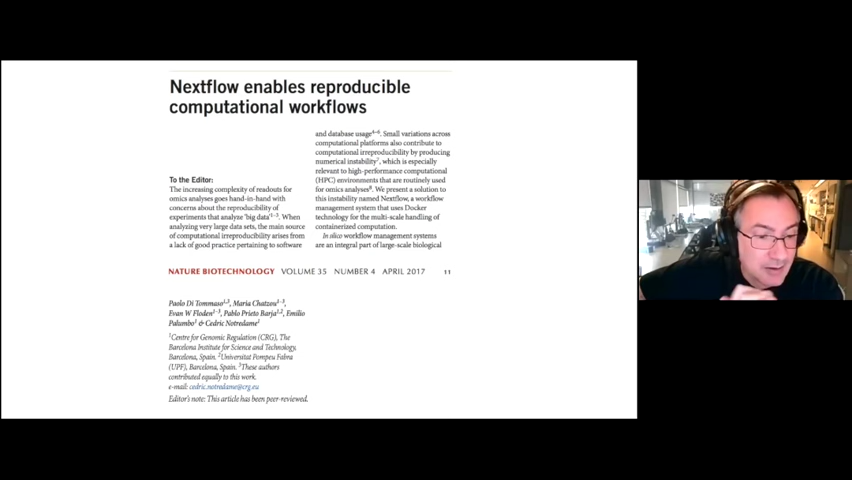 Nextflow enables reproducible
computational workflows
To the Editor:
The increasing complexity of readouts for
omics analyses goes hand-in-hand with
concerns about the reproducibility of
experiments that analyze ‘big data’1–3. When
analyzing very large data sets, the main source
of computational irreproducibility arises from
a lack of good practice pertaining to software
and database usage4–6. Small variations across
computational platforms also contribute to
computational irreproducibility by producing
numerical instability7, which is especially
relevant to high-performance computational
(HPC) environments that are routinely used
for omics analyses8. We present a solution to
this instability named Nextflow, a workflow
management system that uses Docker
technology for the multi-scale handling of
containerized computation.
In silico workflow management systems
are an integral part of large-scale biological
NATURE BIOTECHNOLOGY VOLUME 35 NUMBER 4 APRIL 2017 11
Paolo Di Tommaso1,3, Maria Chatzou1–3,
Evan W Floden1–3, Pablo Prieto Barja1,2, Emilio
Palumbo1 & Cedric Notredame1
1Centre for Genomic Regulation (CRG), The
Barcelona Institute for Science and Technology,
Barcelona, Spain. 2Universitat Pompeu Fabra
(UPF), Barcelona, Spain. 3These authors
contributed equally to this work.
e-mail: cedric.notredame@crg.eu
Editor's note: This article has been peer-reviewed.